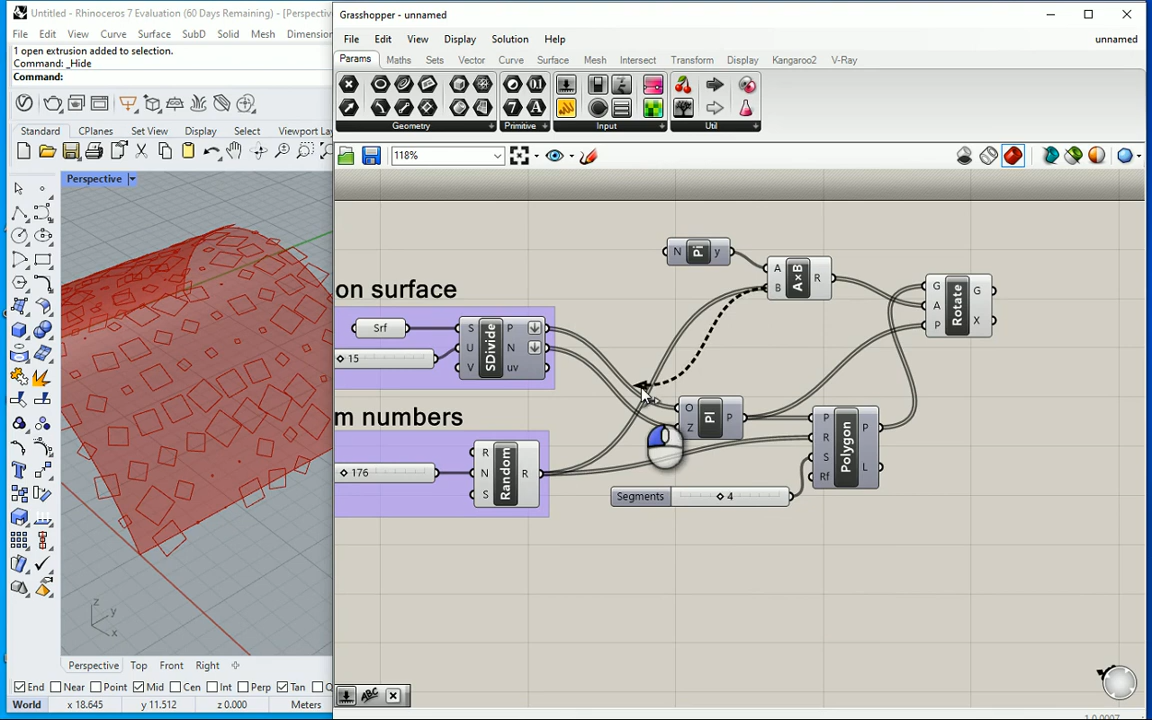 Untitled - Rhinoceros 7 Evaluation (60 Days Remaining) - [Perspective
File Edit View Curve Surface SubD Solid Mesh Dimension
1 open extrusion added to selection.
Command: _Hide
Command:
Standard CPlanes Set View Display Select Viewport Lay
Perspective
z
y
x
Perspective Top Front Right
End Near Point Mid Cen Int Perp Tan
World x 18.645 y 11.512 z 0.000 Meters
Grasshopper - unnamed
File Edit View Display Solution Help unnamed
Params Maths Sets Vector Curve Surface Mesh Intersect Transform Display Kangaroo2 V-Ray
Geometry Primitive Input Util
118%
N Pi y
A B A×B R
G A P Rotate G X
on surface
Srf
15
S U V SDivide P N uv
m numbers
176
R N S Random R
O Z Pl P
P R S Rf Polygon P L
Segments 4
ABC